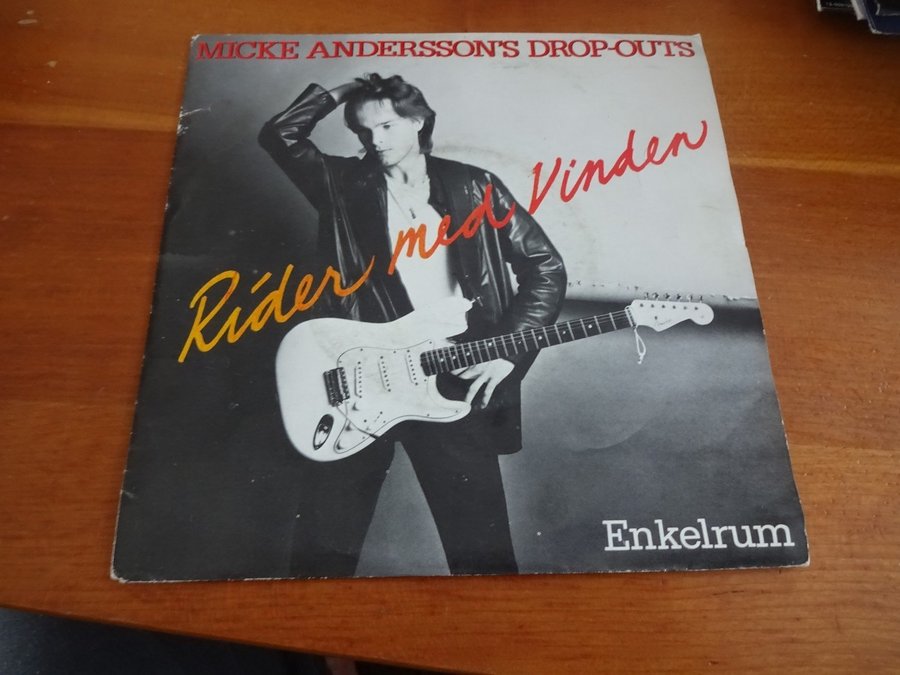 MICKE ANDERSSON'S DROP-OUTS
Rider med Vinden
Enkelrum